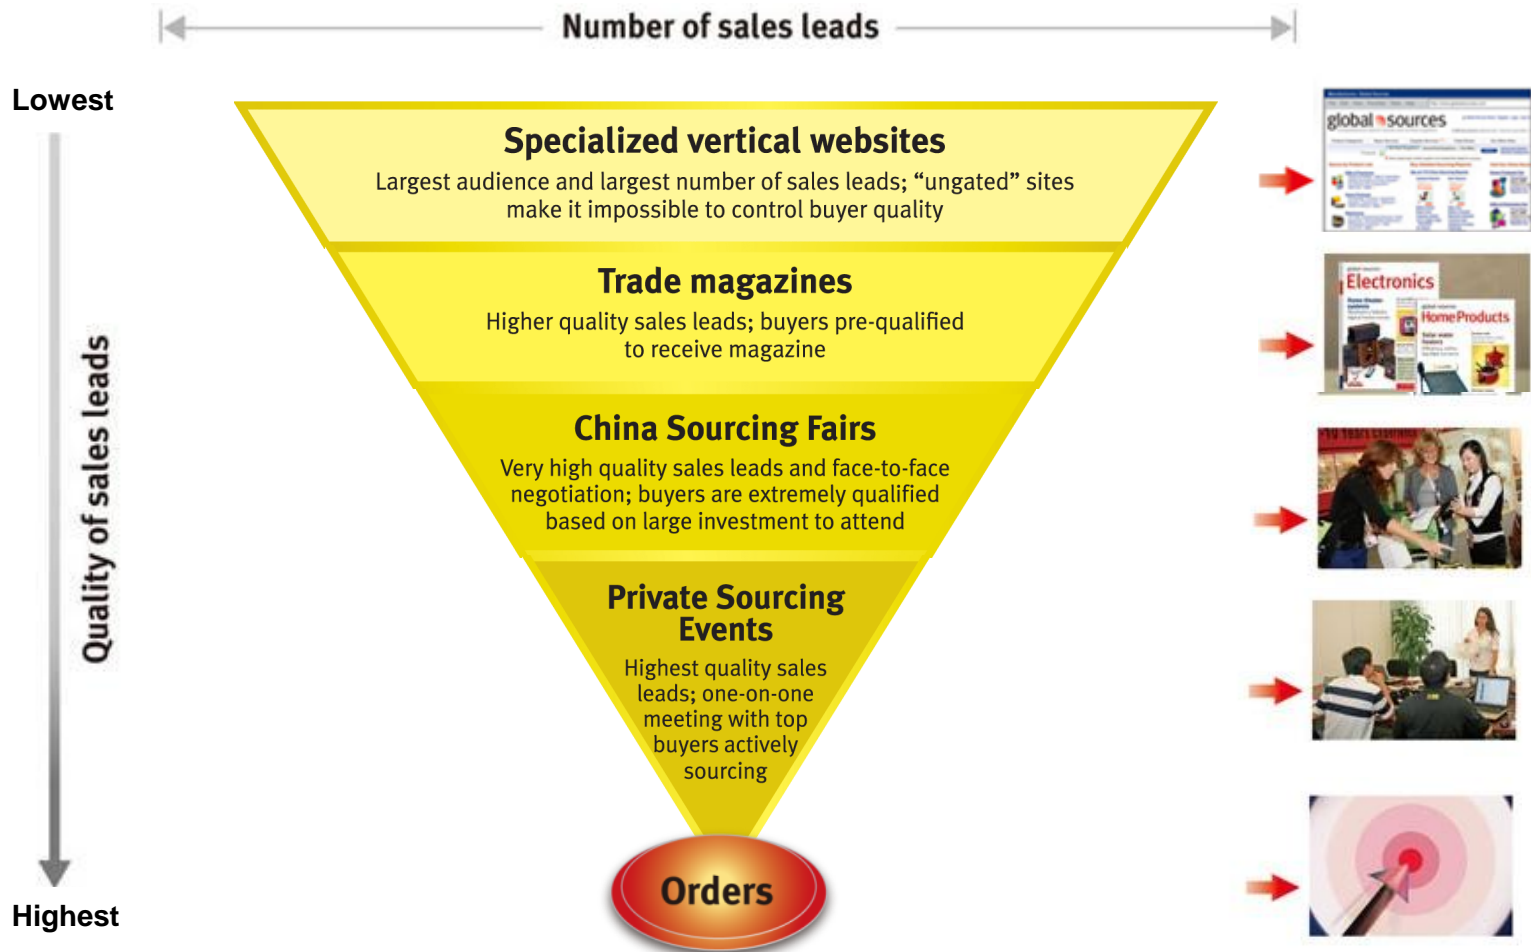 Number of sales leads
Lowest
Quality of sales leads
Highest
Specialized vertical websites
Largest audience and largest number of sales leads; “ungated” sites
make it impossible to control buyer quality
Trade magazines
Higher quality sales leads; buyers pre-qualified
to receive magazine
China Sourcing Fairs
Very high quality sales leads and face-to-face
negotiation; buyers are extremely qualified
based on large investment to attend
Private Sourcing
Events
Highest quality sales
leads; one-on-one
meeting with top
buyers actively
sourcing
Orders
global sources
Electronics
HomeProducts